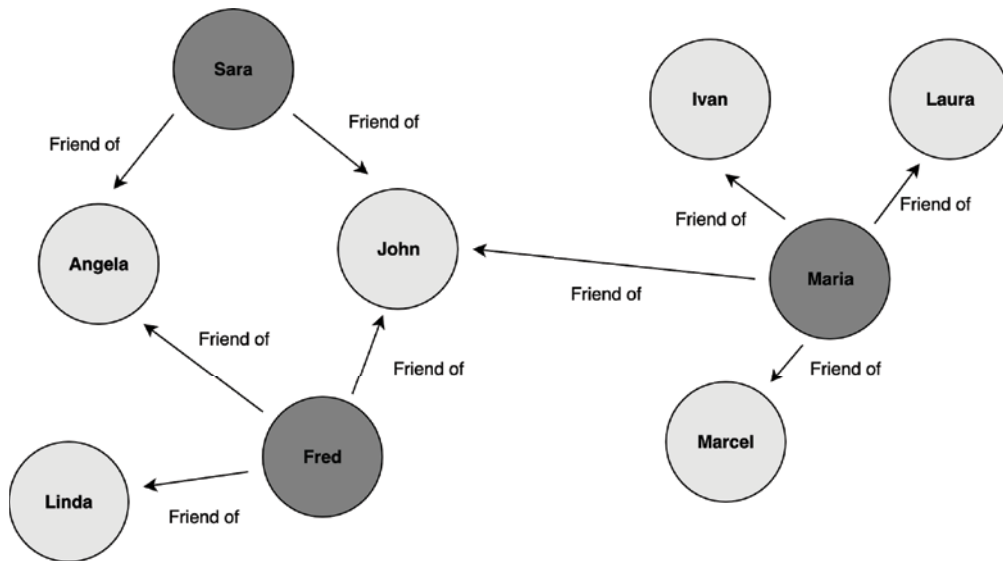 Sara
Ivan
Laura
Friend of
Friend of
Friend of
Friend of
Angela
John
Maria
Friend of
Friend of
Friend of
Friend of
Marcel
Fred
Linda
Friend of